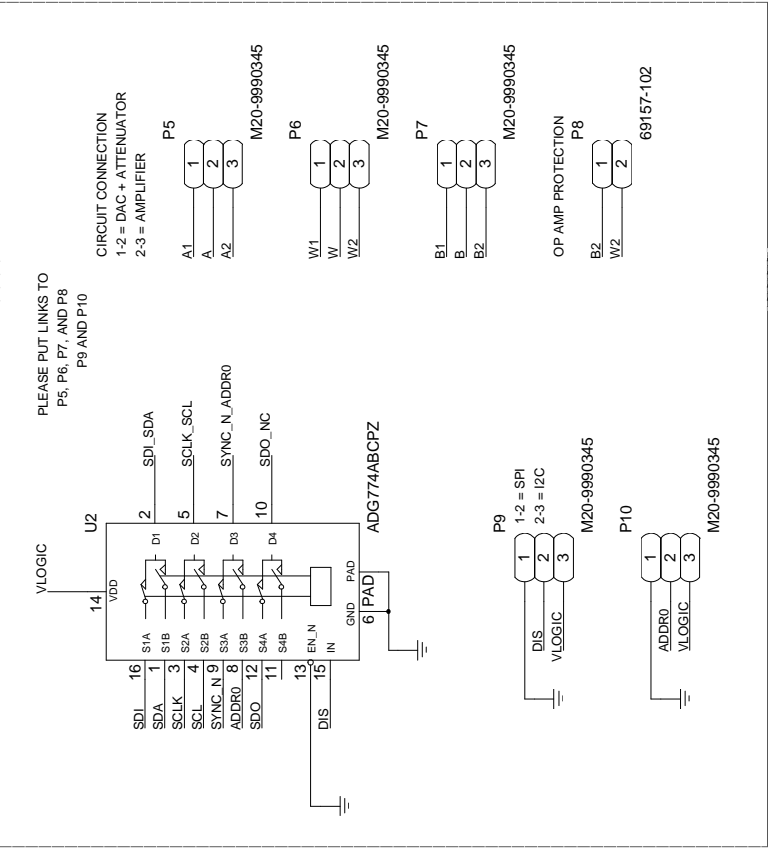 PLEASE PUT LINKS TO
P5, P6, P7, AND P8
P9 AND P10
VLOGIC
14
U2
VDD
16 S1A
SDI
1 S1B
SDA
3 S2A
SCLK
4 S2B
SCL
9 S3A
SYNC_N
8 S3B
ADDR0
12 S4A
SDO
11 S4B
13 EN_N
15 IN
DIS
D1 2 SDI_SDA
D2 5 SCLK_SCL
D3 7 SYNC_N_ADDR0
D4 10 SDO_NC
GND PAD
6 PAD
ADG774ABCPZ
CIRCUIT CONNECTION
1-2 = DAC + ATTENUATOR
2-3 = AMPLIFIER
P5
A1 1
A 2
A2 3
M20-9990345
P6
W1 1
W 2
W2 3
M20-9990345
P7
B1 1
B 2
B2 3
M20-9990345
OP AMP PROTECTION
P8
B2 1
W2 2
69157-102
P9
1-2 = SPI
2-3 = I2C
1
DIS 2
VLOGIC 3
M20-9990345
P10
1
ADDR0 2
VLOGIC 3
M20-9990345